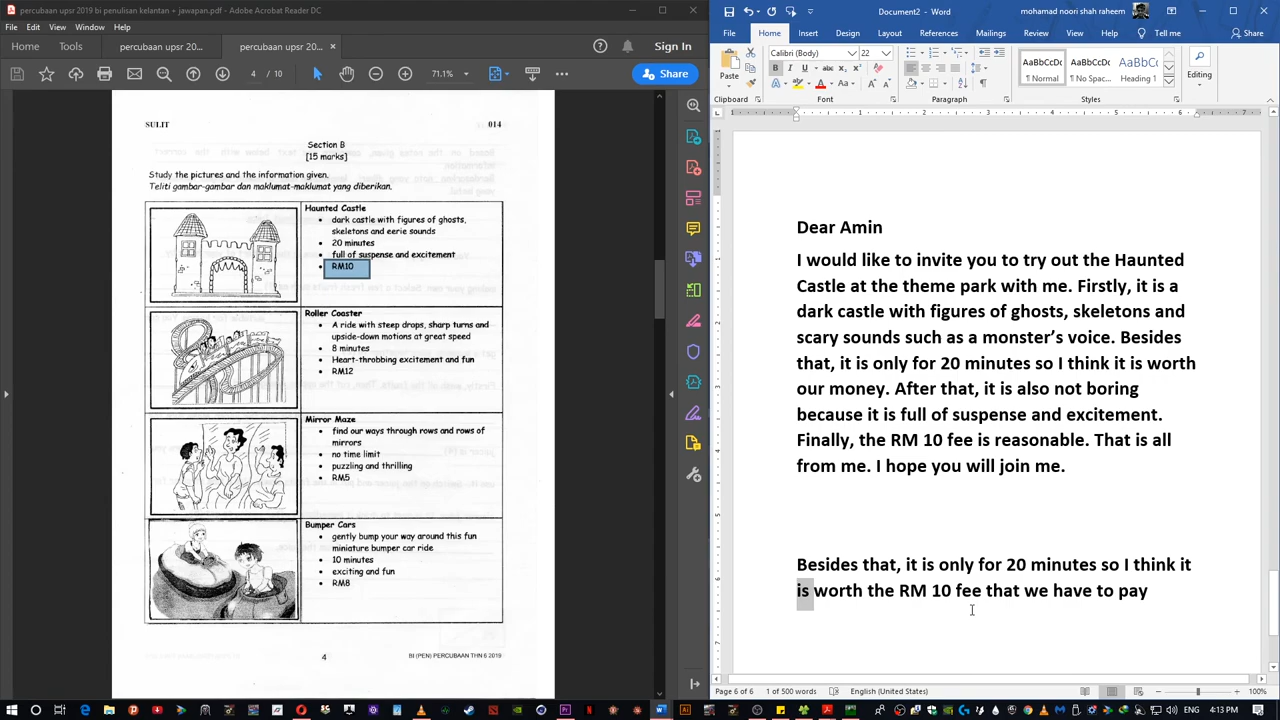 percubaan upsr 2019 bi penulisan kelantan + jawapan.pdf - Adobe Acrobat Reader DC
Home
percubaan upsr 20...
percubaan upsr 20...
Sign In
/ 10
71.1%
Share
SULIT
014
Section B
[15 marks]
Study the pictures and the information given.
Teliti gambar-gambar dan maklumat-maklumat yang diberikan.
Haunted Castle
• dark castle with figures of ghosts,
skeletons and eerie sounds
• 20 minutes
• full of suspense and excitement
• RM10
Roller Coaster
• A ride with steep drops, sharp turns and
upside-down motions at great speed
• 8 minutes
• Heart-throbbing excitement and fun
• RM12
Mirror Maze
• find our ways through rows and rows of
mirrors
• no time limit
• puzzling and thrilling
• RM5
Bumper Cars
• gently bump your way around this fun
miniature bumper car ride
• 10 minutes
• exciting and fun
• RM8
4
BI (PEN) PERCUBAAN THN 6 2019
mohamad nordi raheem
File
Home
Insert
Draw
Design
Layout
References
Mailings
Review
View
Help
Tell me
Share
Paste
Calibri (Body)
22
AaBbCcDc
¶ Normal
AaBbCcDc
¶ No Spac...
AaBbC
Heading 1
Editing
Clipboard
Font
Paragraph
Styles
Dear Amin
I would like to invite you to try out the Haunted
Castle at the theme park with me. Firstly, it is a
dark castle with figures of ghosts, skeletons and
scary sounds such as a monster’s voice. Besides
that, it is only for 20 minutes so I think it is worth
our money. After that, it is also not boring
because it is full of suspense and excitement.
Finally, the RM 10 fee is reasonable. That is all
from me. I hope you will join me.
Besides that, it is only for 20 minutes so I think it
is worth the RM 10 fee that we have to pay
Page 6 of 6
1 of 500 words
English (United States)
100%
ENG
4:13 PM